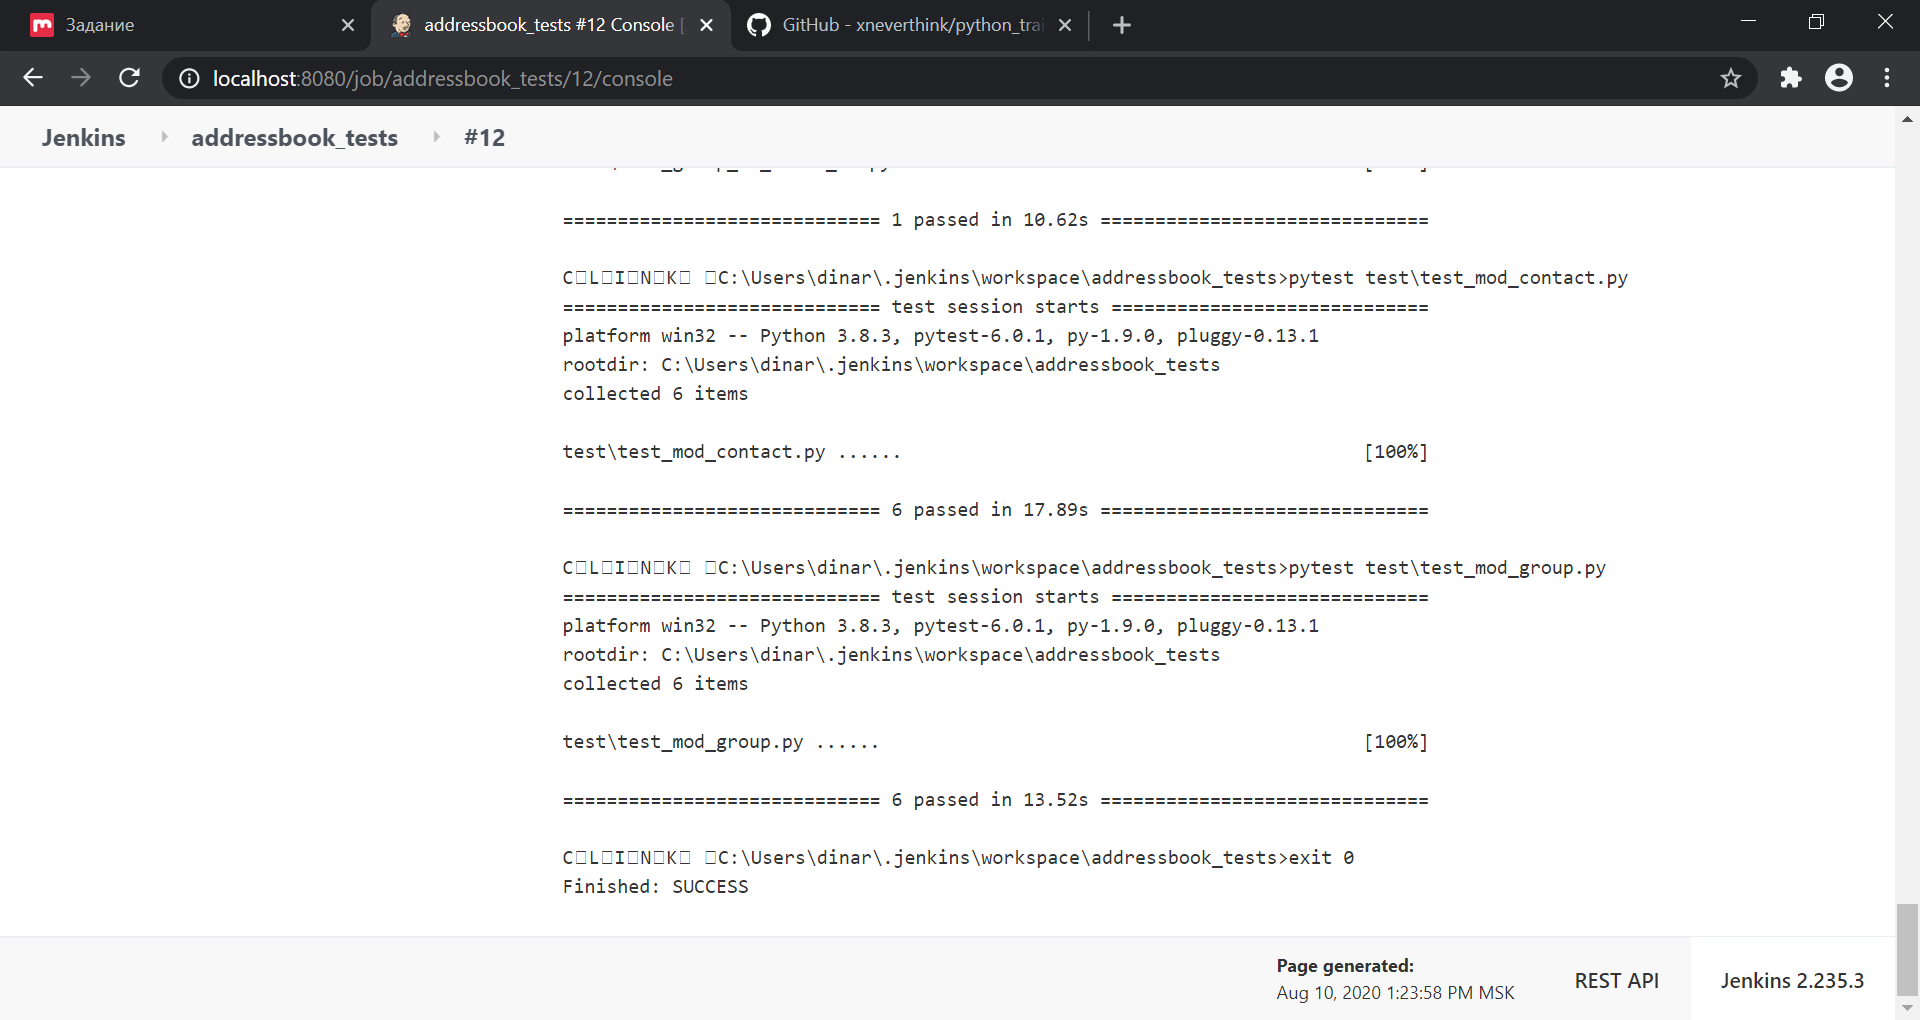 Задание
addressbook_tests #12 Console [
GitHub - xneverthink/python_trai
localhost:8080/job/addressbook_tests/12/console
Jenkins
addressbook_tests
#12
============================= 1 passed in 10.62s ==============================
C□L□I□N□K□ □C:\Users\dinar\.jenkins\workspace\addressbook_tests>pytest test\test_mod_contact.py
============================= test session starts =============================
platform win32 -- Python 3.8.3, pytest-6.0.1, py-1.9.0, pluggy-0.13.1
rootdir: C:\Users\dinar\.jenkins\workspace\addressbook_tests
collected 6 items
test\test_mod_contact.py ...... [100%]
============================= 6 passed in 17.89s ==============================
C□L□I□N□K□ □C:\Users\dinar\.jenkins\workspace\addressbook_tests>pytest test\test_mod_group.py
============================= test session starts =============================
platform win32 -- Python 3.8.3, pytest-6.0.1, py-1.9.0, pluggy-0.13.1
rootdir: C:\Users\dinar\.jenkins\workspace\addressbook_tests
collected 6 items
test\test_mod_group.py ...... [100%]
============================= 6 passed in 13.52s ==============================
C□L□I□N□K□ □C:\Users\dinar\.jenkins\workspace\addressbook_tests>exit 0
Finished: SUCCESS
Page generated:
Aug 10, 2020 1:23:58 PM MSK
REST API
Jenkins 2.235.3